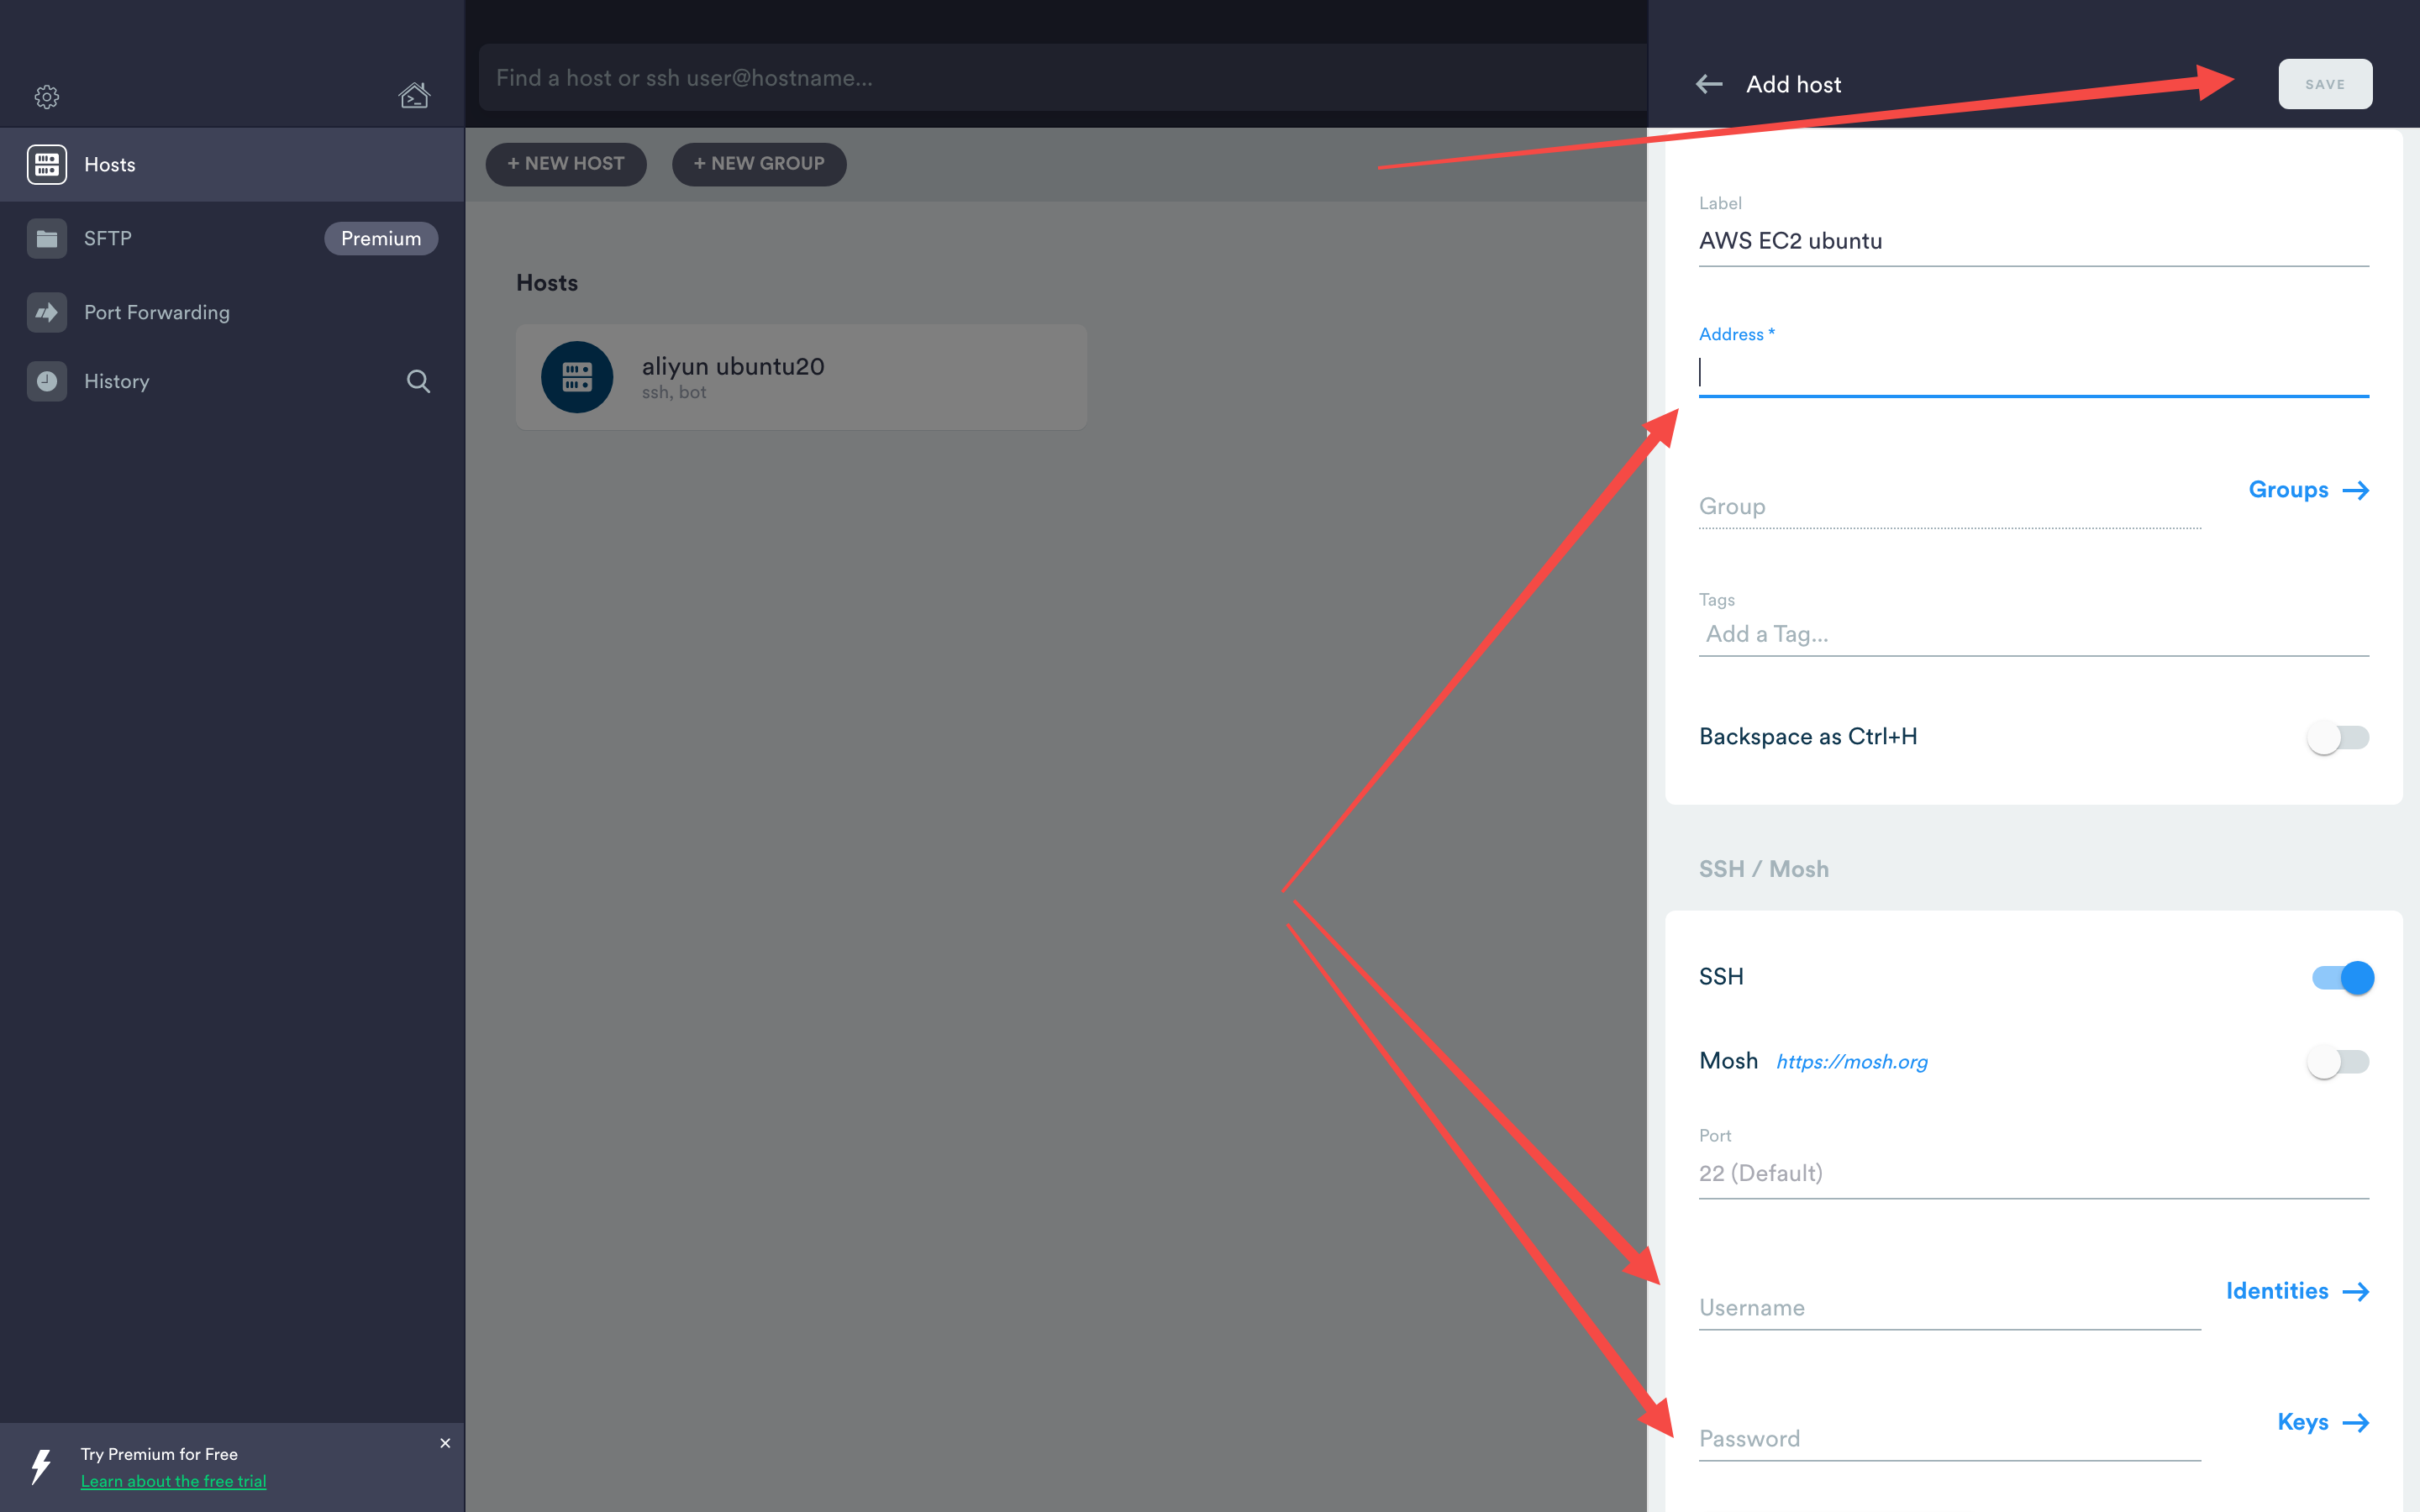 Find a host or ssh user@hostname...
Add host
SAVE
Hosts
SFTP
Premium
Port Forwarding
History
+ NEW HOST
+ NEW GROUP
Hosts
aliyun ubuntu20
ssh, bot
Label
AWS EC2 ubuntu
Address *
Group
Groups
Tags
Add a Tag...
Backspace as Ctrl+H
SSH / Mosh
SSH
Mosh https://mosh.org
Port
22 (Default)
Username
Identities
Password
Keys
Try Premium for Free
Learn about the free trial